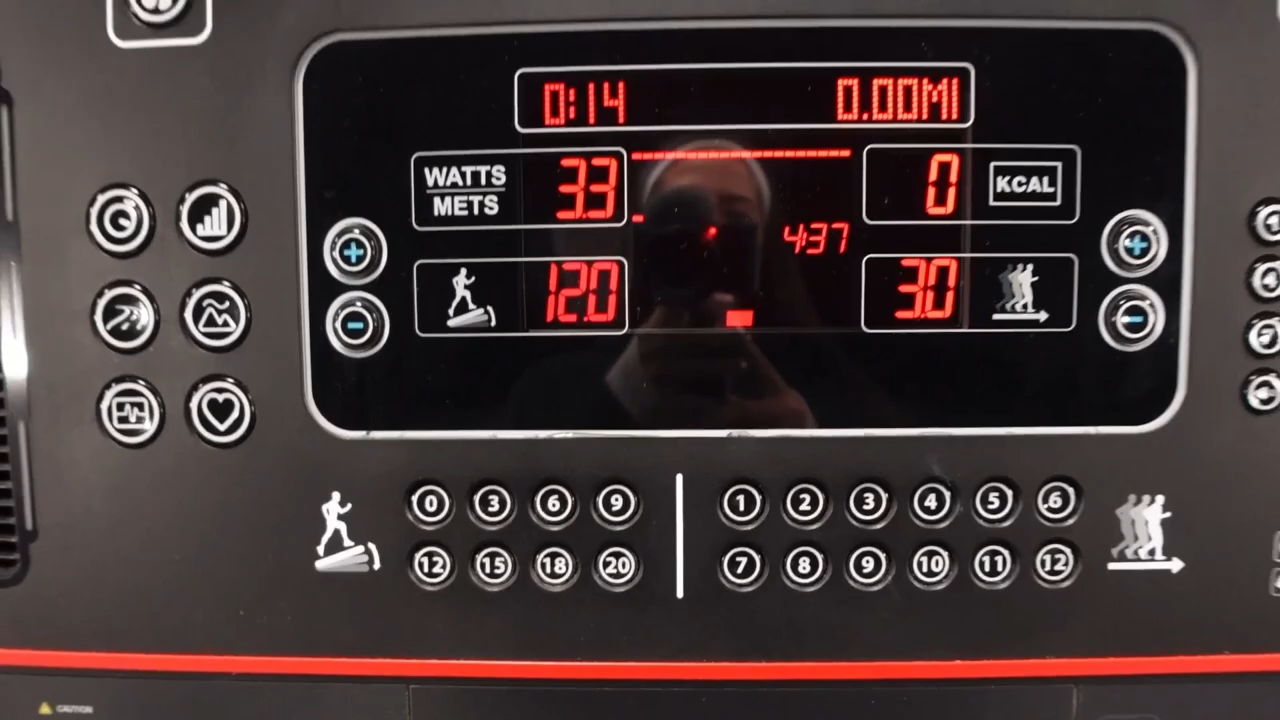 0:14 0.00MI
WATTS 3.3 0 KCAL
METS
4:37
12.0 3.0
0 3 6 9 1 2 3 4 5 6
12 15 18 20 7 8 9 10 11 12
CAUTION